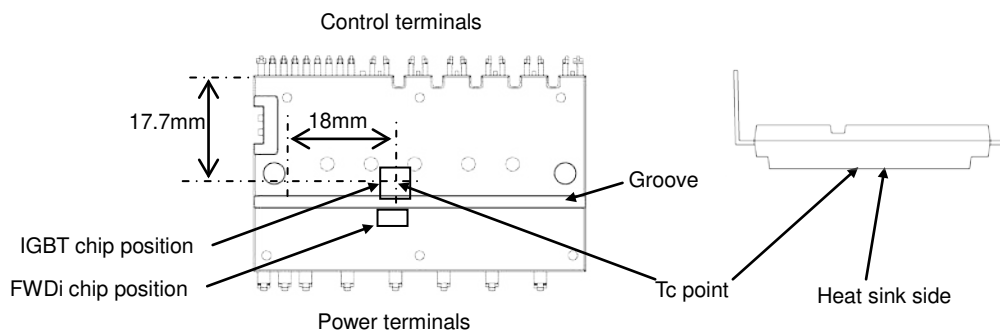 Control terminals
17.7mm
18mm
Groove
IGBT chip position
FWDi chip position
Tc point
Heat sink side
Power terminals